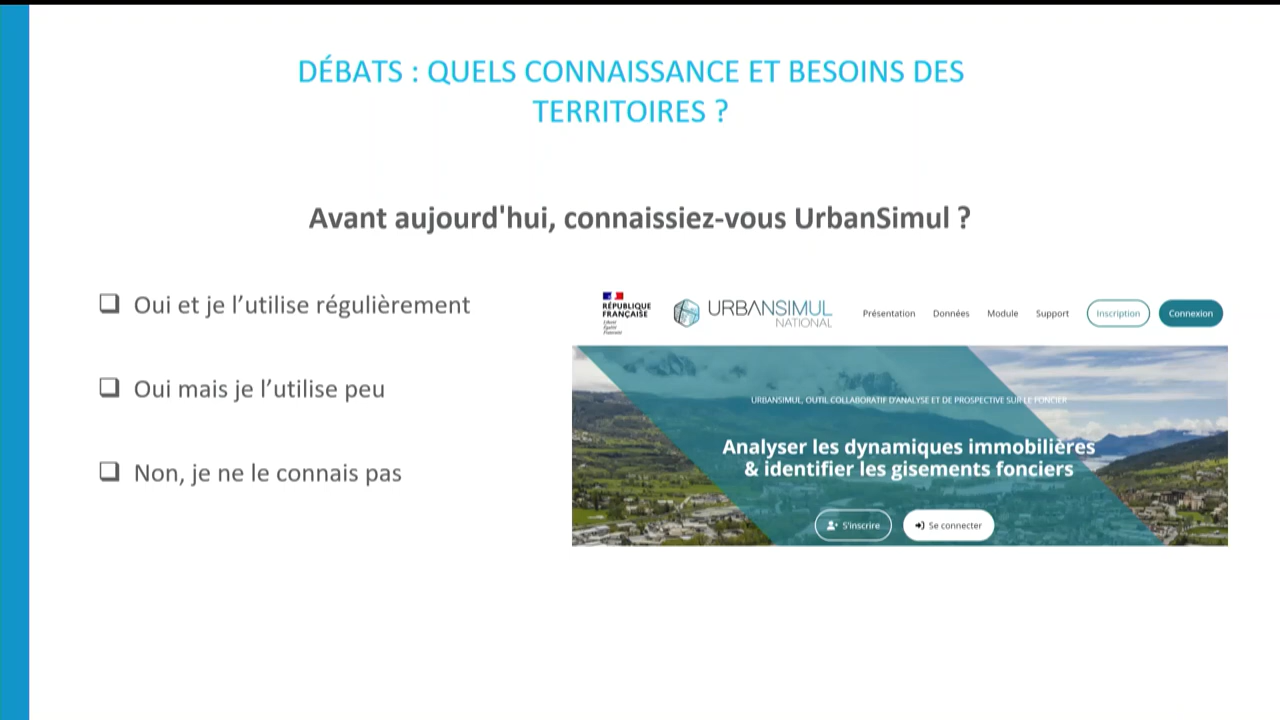 DÉBATS : QUELS CONNAISSANCE ET BESOINS DES
TERRITOIRES ?
Avant aujourd'hui, connaissiez-vous UrbanSimul ?
Oui et je l’utilise régulièrement
Oui mais je l’utilise peu
Non, je ne le connais pas
RÉPUBLIQUE
FRANÇAISE
Liberté
Égalité
Fraternité
URBANSIMUL
NATIONAL
Présentation
Données
Module
Support
Inscription
Connexion
URBANSIMUL, OUTIL COLLABORATIF D'ANALYSE ET DE PROSPECTIVE SUR LE FONCIER
Analyser les dynamiques immobilières
& identifier les gisements fonciers
S'inscrire
Se connecter